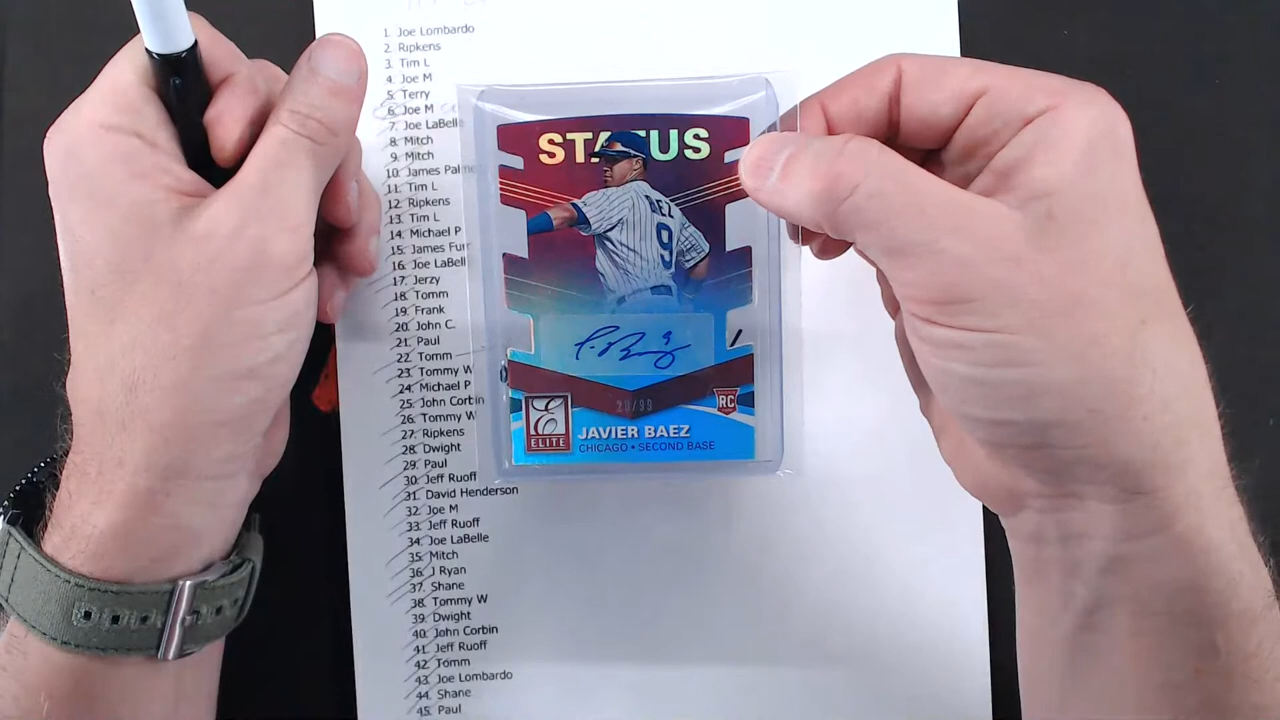 1. Joe Lombardo
2. Ripkens
3. Tim L
4. Joe M
5. Terry
6. Joe M
7. Joe LaBelle
8. Mitch
9. Mitch
10. James Palme
11. Tim L
12. Ripkens
13. Tim L
14. Michael P
15. James Fur
16. Joe LaBell
17. Jerzy
18. Tomm
19. Frank
20. John C.
21. Paul
22. Tomm
23. Tommy W
24. Michael P
25. John Corbin
26. Tommy W
27. Ripkens
28. Dwight
29. Paul
30. Jeff Ruoff
31. David Henderson
32. Joe M
33. Jeff Ruoff
34. Joe LaBelle
35. Mitch
36. J Ryan
37. Shane
38. Tommy W
39. Dwight
40. John Corbin
41. Jeff Ruoff
42. Tomm
43. Joe Lombardo
44. Shane
45. Paul
STATUS
BEZ
9
RC
E
ELITE
JAVIER BAEZ
CHICAGO • SECOND BASE